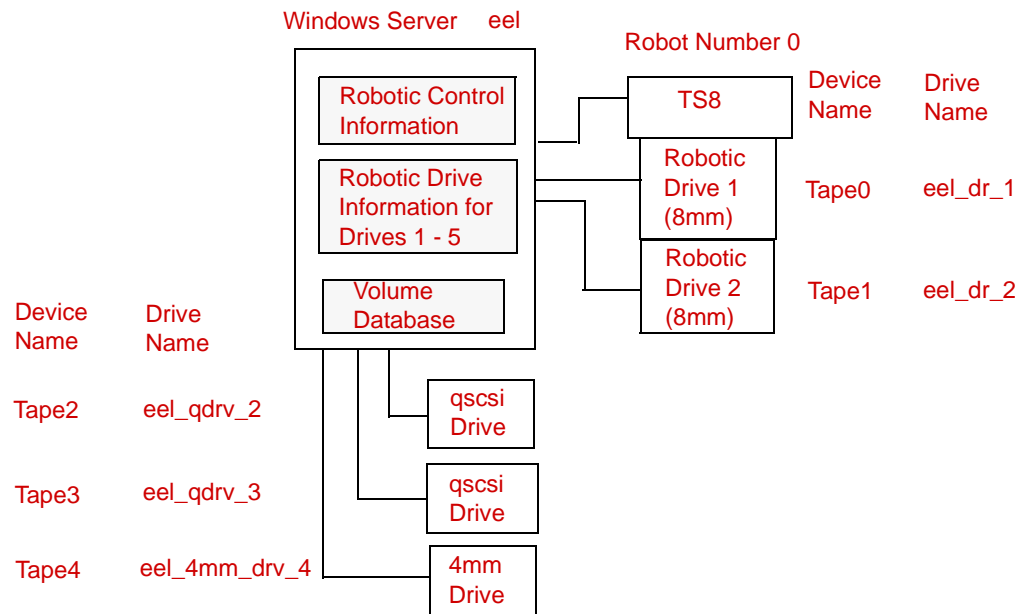 Windows Server eel
Robotic Control
Information
Robotic Drive
Information for
Drives 1 - 5
Volume
Database
Robot Number 0
TS8
Device
Name
Drive
Name
Robotic
Drive 1
(8mm)
Tape0
eel_dr_1
Robotic
Drive 2
(8mm)
Tape1
eel_dr_2
Device
Name
Drive
Name
Tape2
eel_qdrv_2
qscsi
Drive
Tape3
eel_qdrv_3
qscsi
Drive
Tape4
eel_4mm_drv_4
4mm
Drive